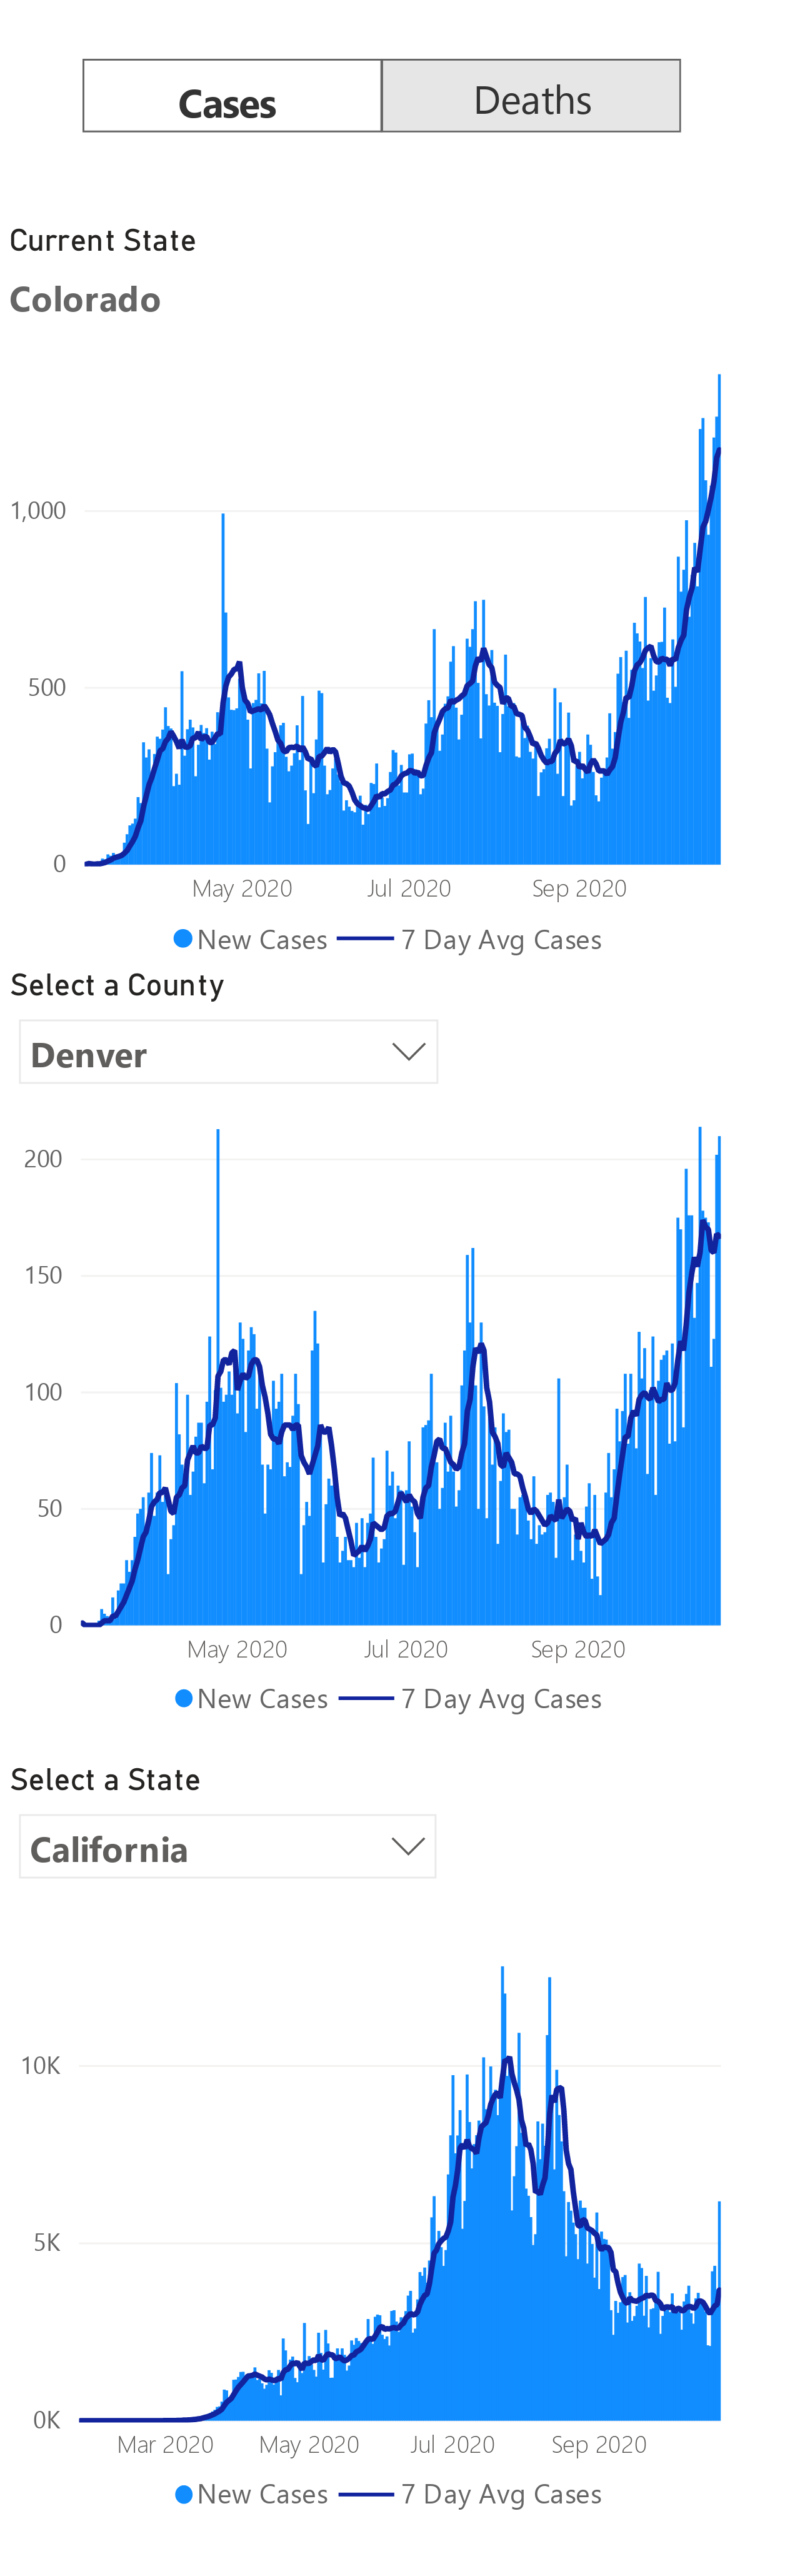 Cases Deaths
Current State
Colorado
1,000
500
0
May 2020 Jul 2020 Sep 2020
New Cases 7 Day Avg Cases
Select a County
Denver
200
150
100
50
0
May 2020 Jul 2020 Sep 2020
New Cases 7 Day Avg Cases
Select a State
California
10K
5K
0K
Mar 2020 May 2020 Jul 2020 Sep 2020
New Cases 7 Day Avg Cases